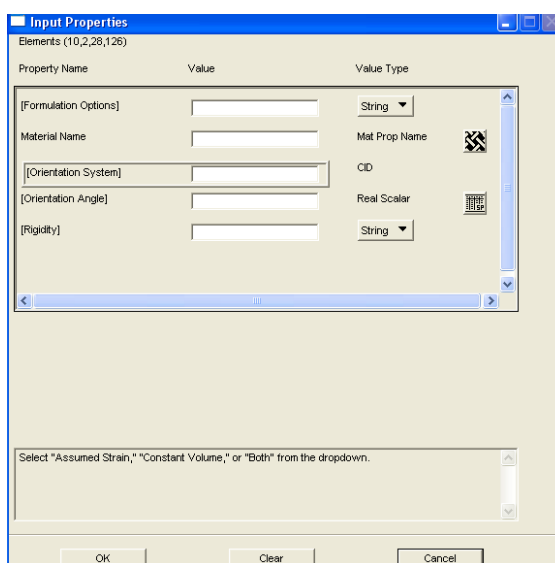 Input Properties
Elements (10,2,28,126)
Property Name Value Value Type
[Formulation Options] String
Material Name Mat Prop Name
[Orientation System] CID
[Orientation Angle] Real Scalar
SP
[Rigidity] String
Select "Assumed Strain," "Constant Volume," or "Both" from the dropdown.
OK Clear Cancel